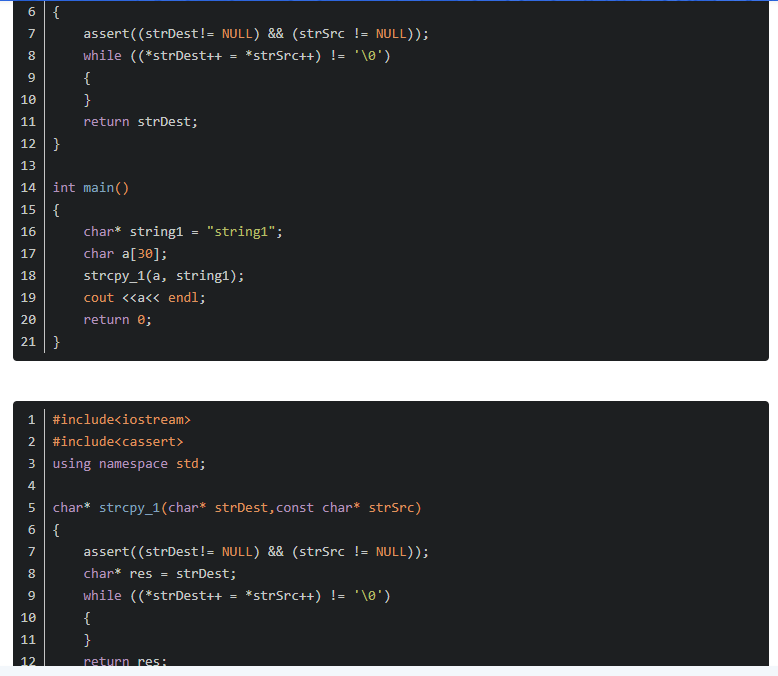 6 {
7     assert((strDest!= NULL) && (strSrc != NULL));
8     while ((*strDest++ = *strSrc++) != '\0')
9     {
10     }
11     return strDest;
12 }
13
14 int main()
15 {
16     char* string1 = "string1";
17     char a[30];
18     strcpy_1(a, string1);
19     cout <<a<< endl;
20     return 0;
21 }
1 #include<iostream>
2 #include<cassert>
3 using namespace std;
4
5 char* strcpy_1(char* strDest,const char* strSrc)
6 {
7     assert((strDest!= NULL) && (strSrc != NULL));
8     char* res = strDest;
9     while ((*strDest++ = *strSrc++) != '\0')
10     {
11     }
12     return res;